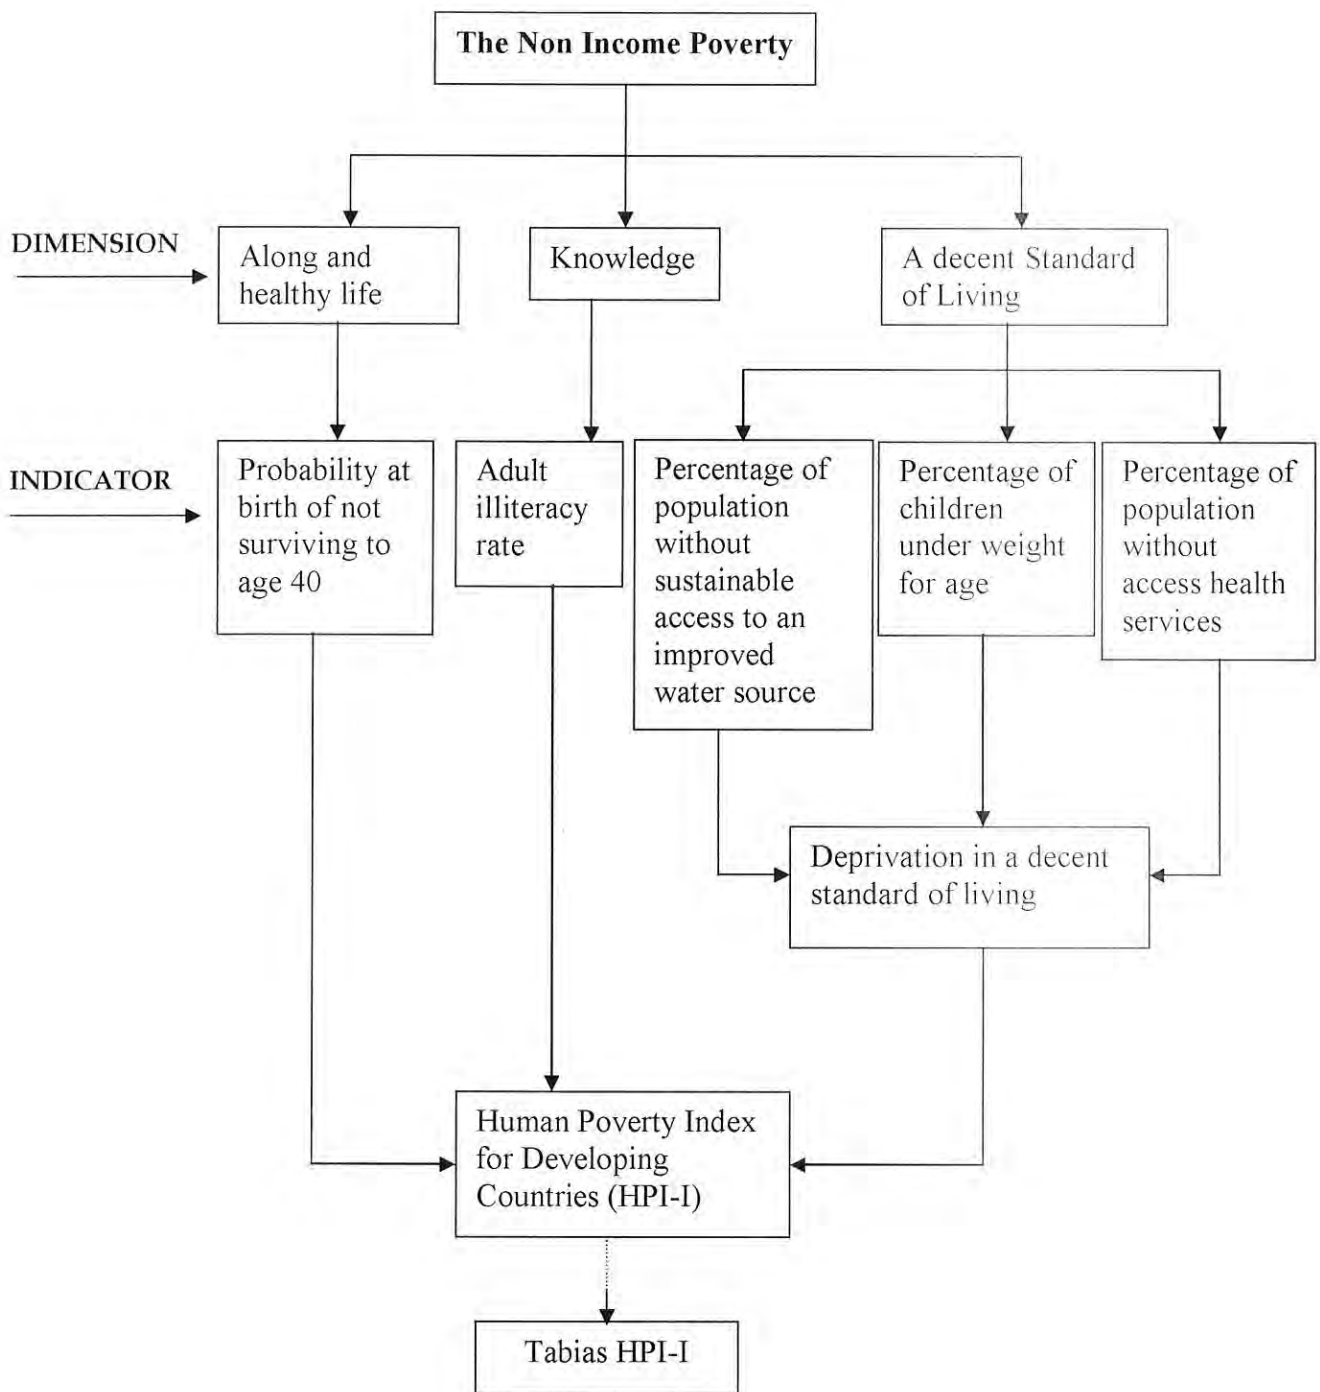 The Non Income Poverty
DIMENSION
Along and
healthy life
Knowledge
A decent Standard
of Living
INDICATOR
Probability at
birth of not
surviving to
age 40
Adult
illiteracy
rate
Percentage of
population
without
sustainable
access to an
improved
water source
Percentage of
children
under weight
for age
Percentage of
population
without
access health
services
Deprivation in a decent
standard of living
Human Poverty Index
for Developing
Countries (HPI-I)
Tabias HPI-I